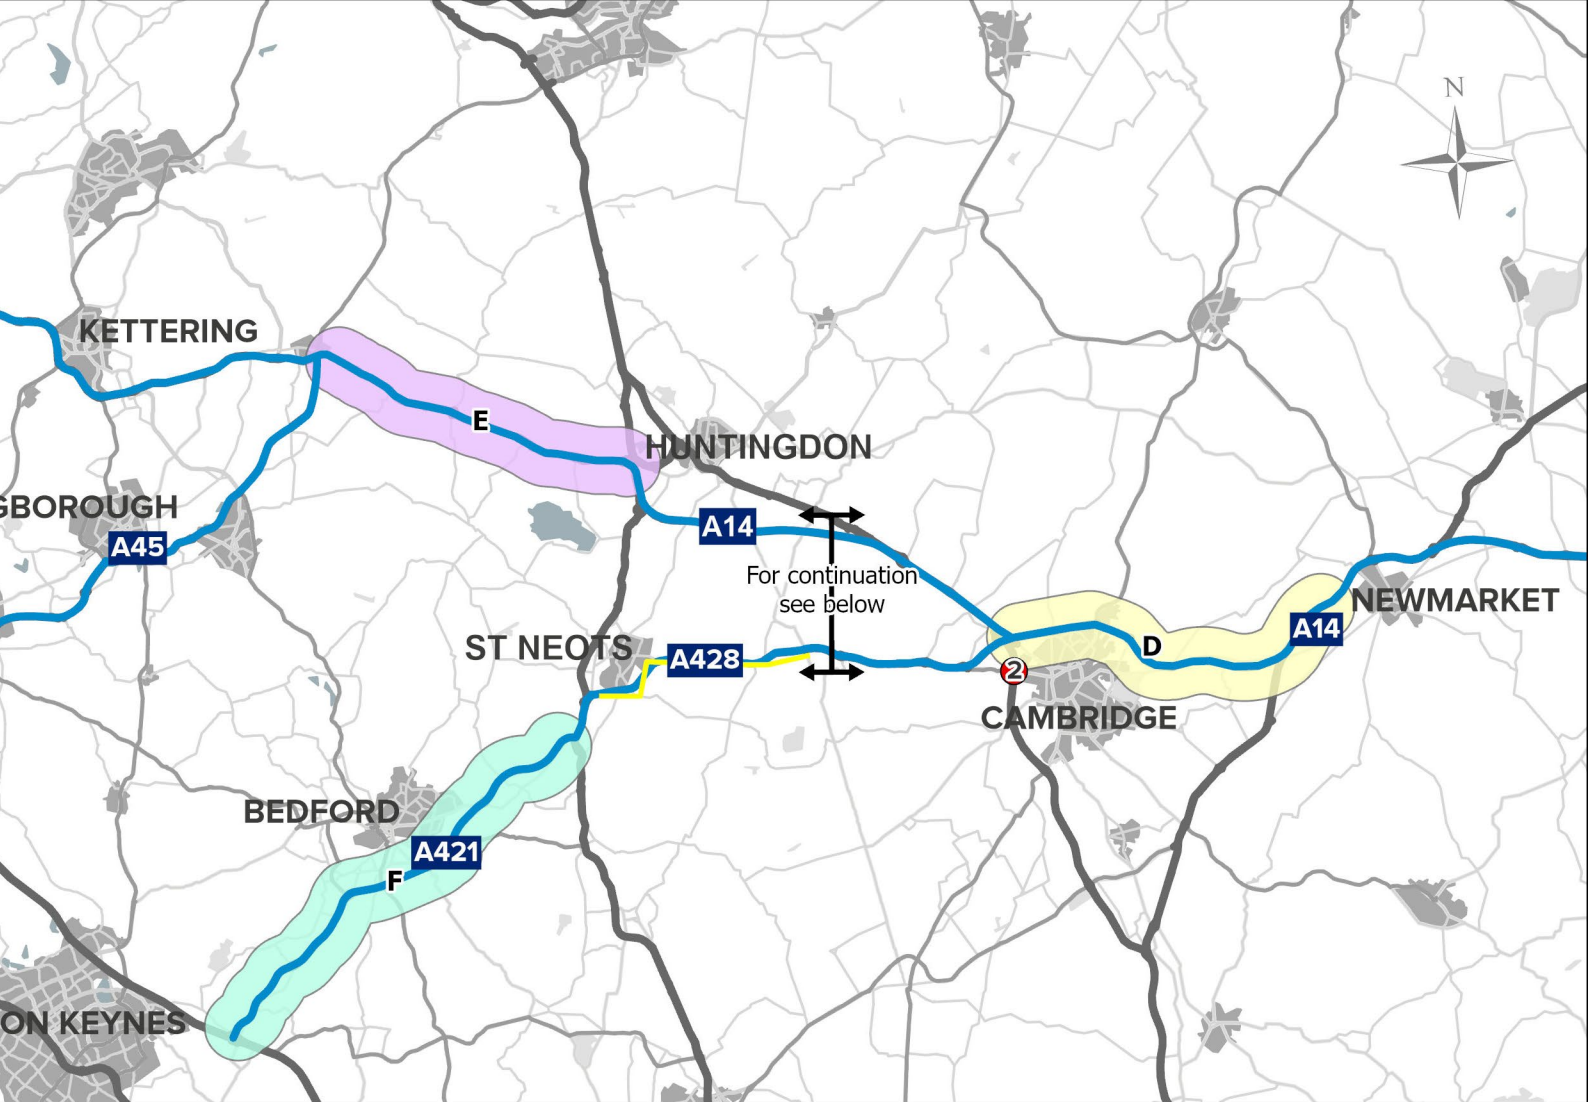 N
KETTERING
E
HUNTINGDON
GBOROUGH
A14
A45
For continuation
see below
NEWMARKET
A14
ST NEOTS
D
A428
2
CAMBRIDGE
BEDFORD
A421
F
ON KEYNES